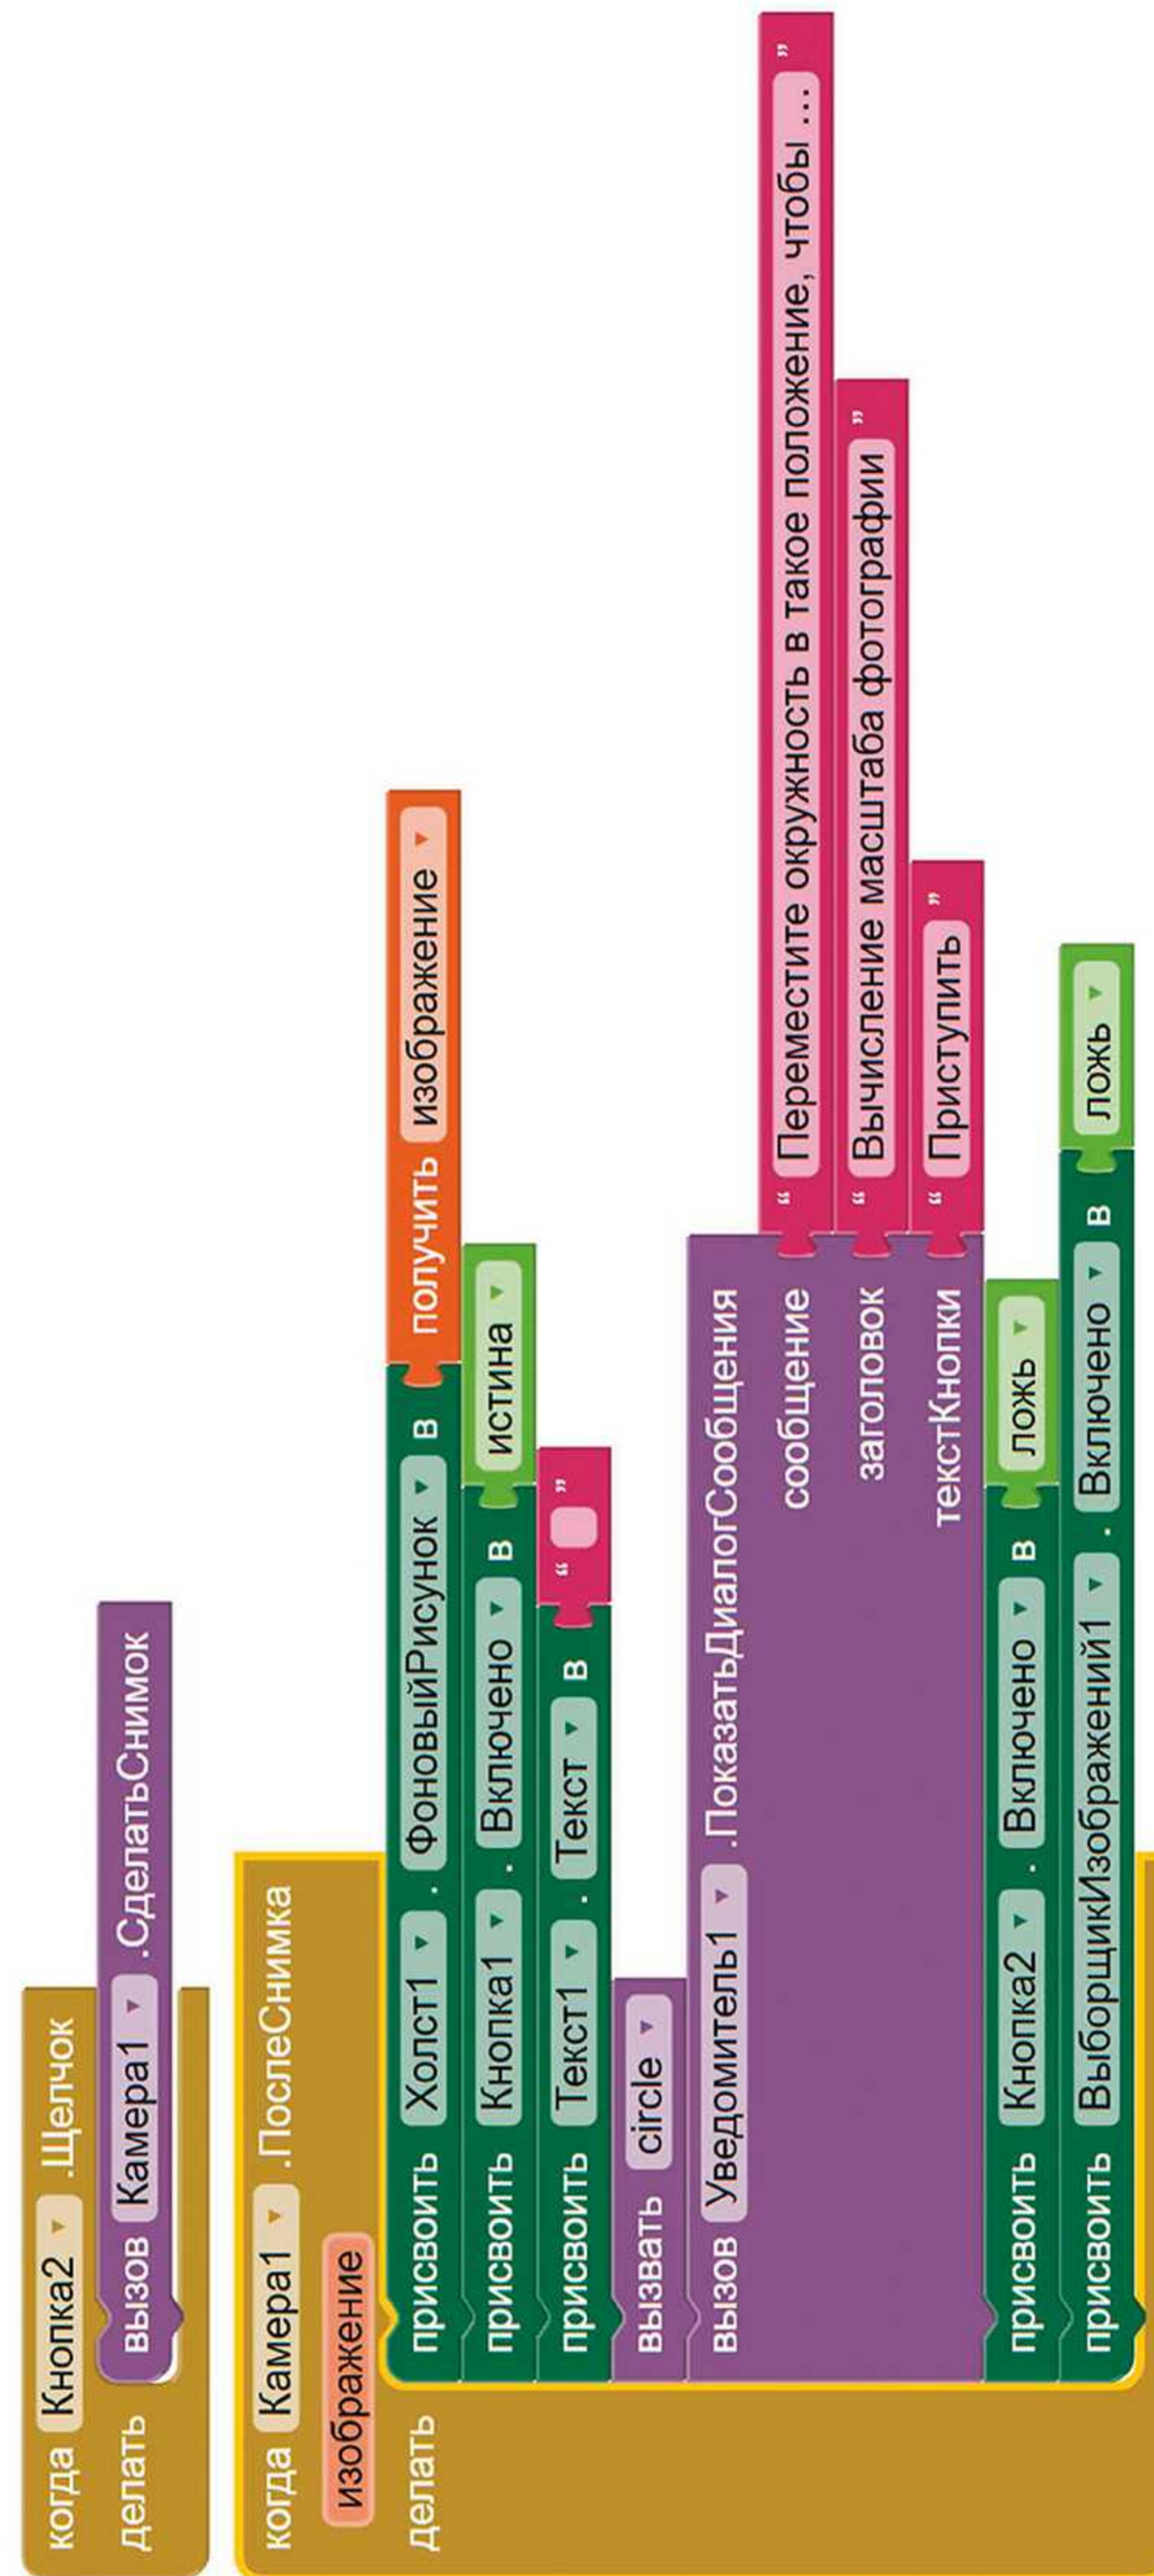 когда Кнопка2 .Щелчок
делать вызов Камера1 .СделатьСнимок
когда Камера1 .ПослеСнимка
изображение
делать присвоить Холст1 . ФоновыйРисунок в получить изображение
присвоить Кнопка1 . Включено в истина
присвоить Текст1 . Текст в “ ”
вызвать circle
вызов Уведомитель1 .ПоказатьДиалогСообщения
сообщение “ Переместите окружность в такое положение, чтобы ... ”
заголовок “ Вычисление масштаба фотографии ”
текстКнопки “ Приступить ”
присвоить Кнопка2 . Включено в ложь
присвоить ВыборщикИзображений1 . Включено в ложь